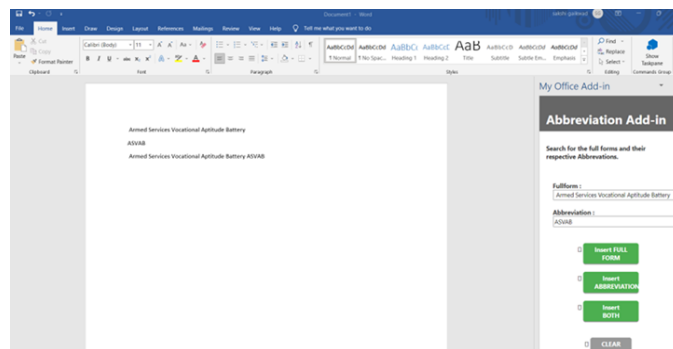 Document1 - Word
File Home Insert Draw Design Layout References Mailings Review View Help Tell me what you want to do
Paste
Cut
Copy
Format Painter
Calibri (Body) 11
AaBbCcDd AaBbCcDd AaBbCc AaBbCcC AaB AaBbCcD AaBbCcDd AaBbCcDd
¶ Normal ¶ No Spac... Heading 1 Heading 2 Title Subtitle Subtle Em... Emphasis
Find
Replace
Select
Show
Taskpane
Clipboard Font Paragraph Styles Editing Commands Group
My Office Add-in
Abbreviation Add-in
Search for the full forms and their
respective Abbrevations.
Fullform :
Armed Services Vocational Aptitude Battery
Abbreviation :
ASVAB
Insert FULL
FORM
Insert
ABBREVIATION
Insert
BOTH
CLEAR
Armed Services Vocational Aptitude Battery
ASVAB
Armed Services Vocational Aptitude Battery ASVAB